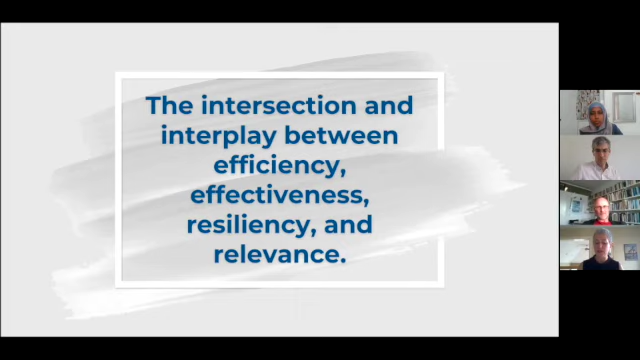 The intersection and
interplay between
efficiency,
effectiveness,
resiliency, and
relevance.